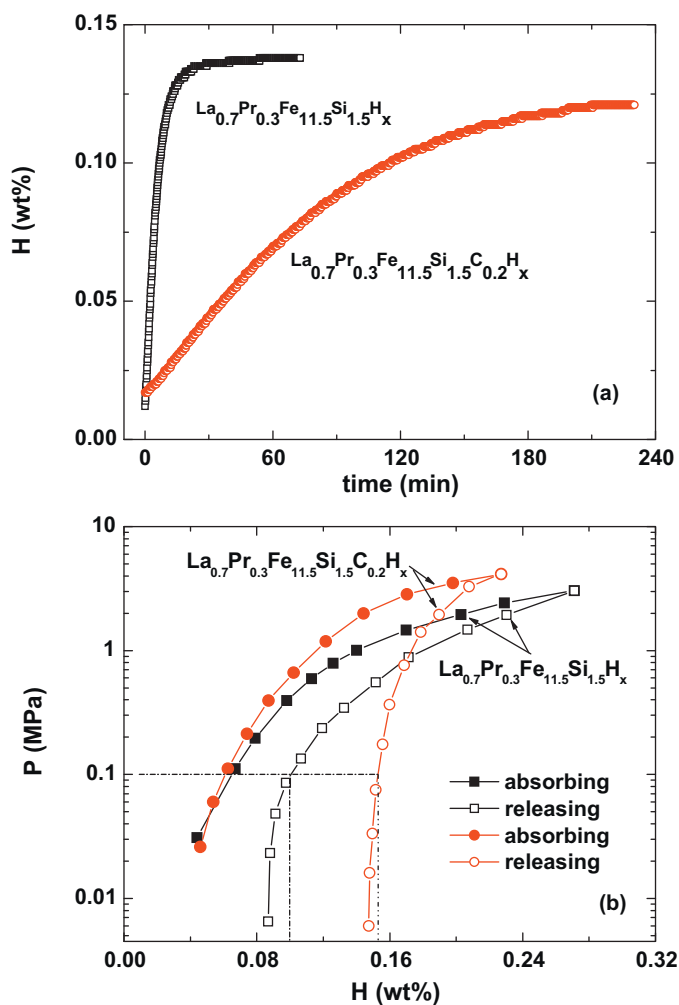 0.15
0.10
0.05
0.00
H (wt%)
La0.7Pr0.3Fe11.5Si1.5Hx
La0.7Pr0.3Fe11.5Si1.5C0.2Hx
(a)
0 60 120 180 240
time (min)
10
1
0.1
0.01
P (MPa)
La0.7Pr0.3Fe11.5Si1.5C0.2Hx
La0.7Pr0.3Fe11.5Si1.5Hx
absorbing
releasing
absorbing
releasing
(b)
0.00 0.08 0.16 0.24 0.32
H (wt%)